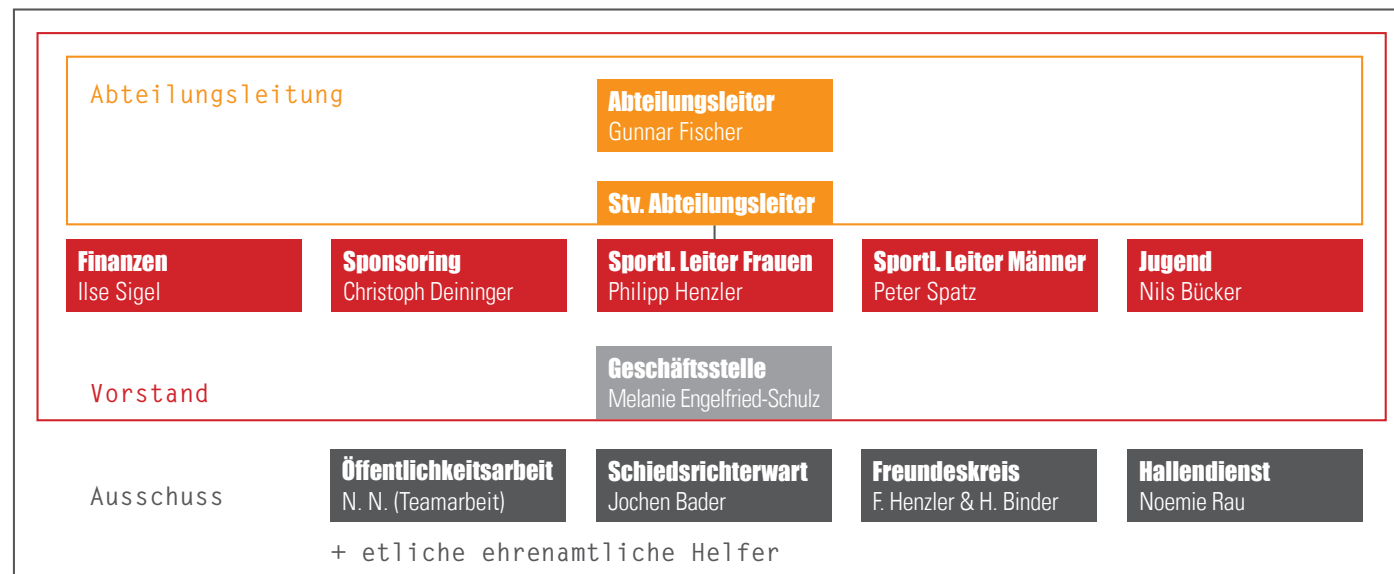 Abteilungsleitung
Abteilungsleiter
Gunnar Fischer
Stv. Abteilungsleiter
Finanzen
Ilse Sigel
Sponsoring
Christoph Deininger
Sportl. Leiter Frauen
Philipp Henzler
Sportl. Leiter Männer
Peter Spatz
Jugend
Nils Bücker
Vorstand
Geschäftsstelle
Melanie Engelfried-Schulz
Ausschuss
Öffentlichkeitsarbeit
N. N. (Teamarbeit)
Schiedsrichterwart
Jochen Bader
Freundeskreis
F. Henzler & H. Binder
Hallendienst
Noemie Rau
+ etliche ehrenamtliche Helfer